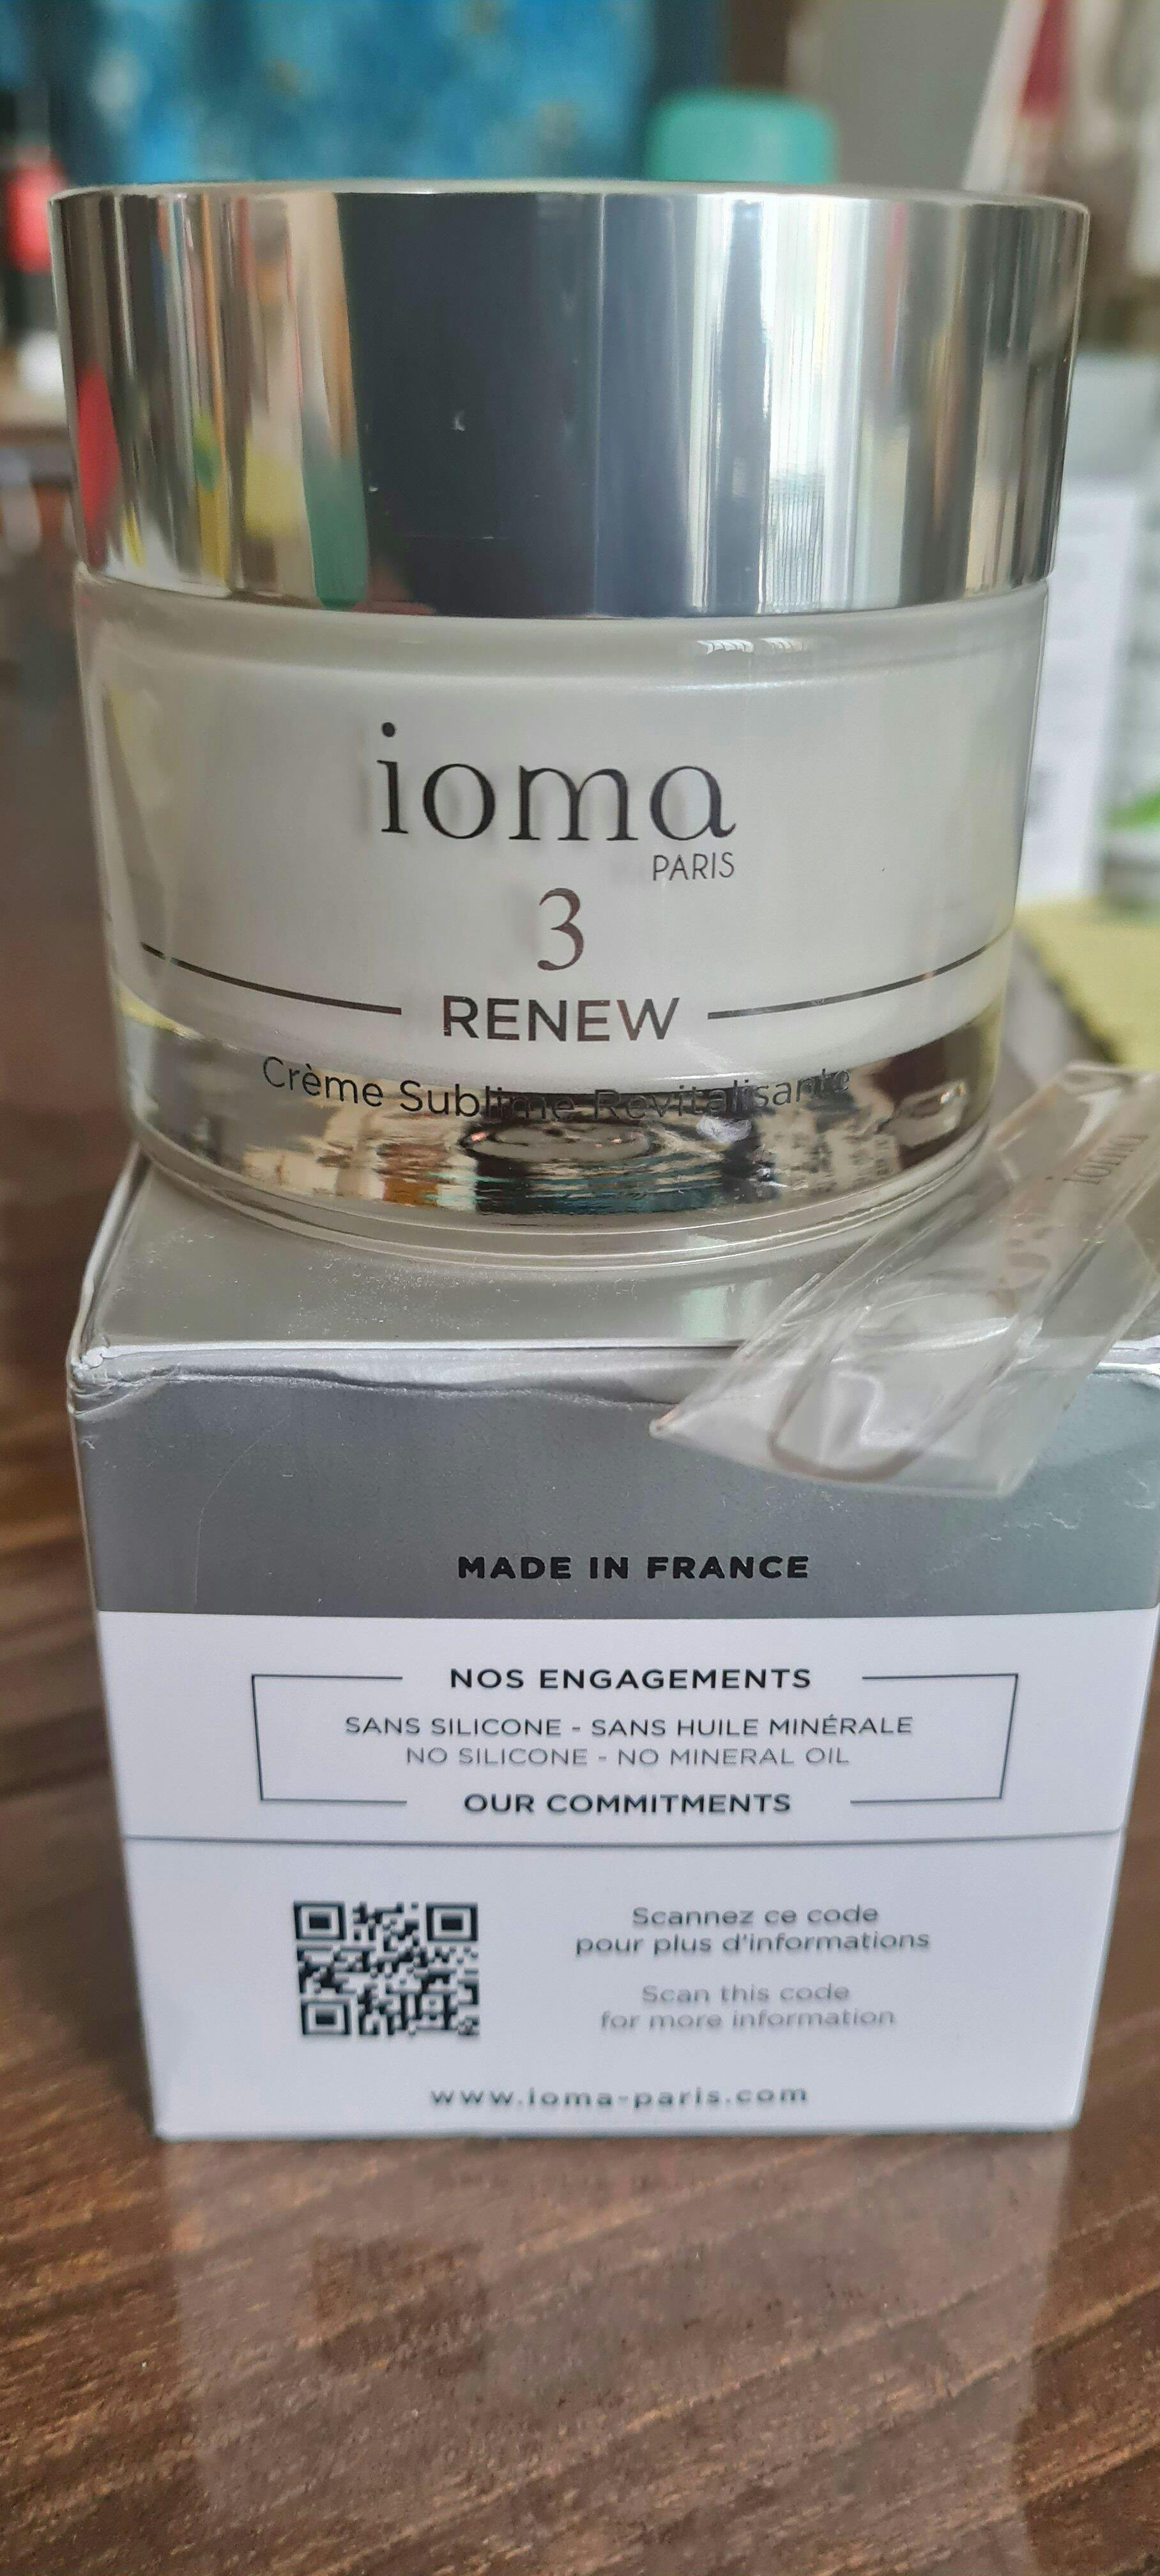 ioma
PARIS
3
RENEW
Crème Sublime Revitalisante
ioma
MADE IN FRANCE
NOS ENGAGEMENTS
SANS SILICONE - SANS HUILE MINÉRALE
NO SILICONE - NO MINERAL OIL
OUR COMMITMENTS
Scannez ce code
pour plus d'informations
Scan this code
for more information
www.ioma-paris.com